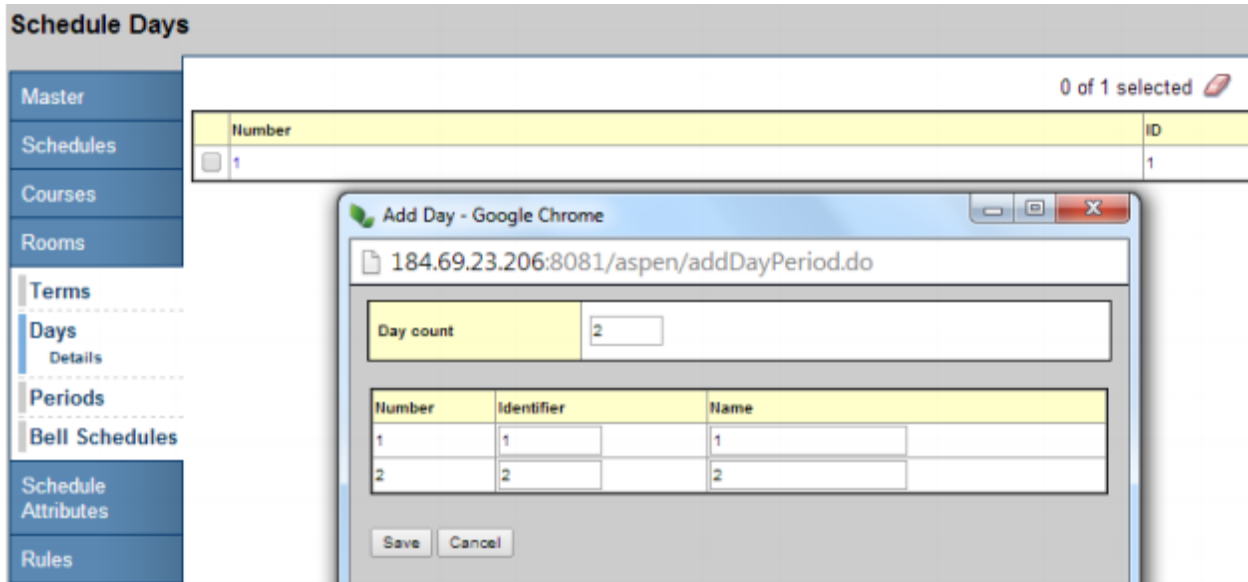 Schedule Days
Master
Schedules
Courses
Rooms
Terms
Days
Details
Periods
Bell Schedules
Schedule
Attributes
Rules
0 of 1 selected
Number ID
1 1
Add Day - Google Chrome
184.69.23.206:8081/aspen/addDayPeriod.do
Day count 2
Number Identifier Name
1 1 1
2 2 2
Save Cancel